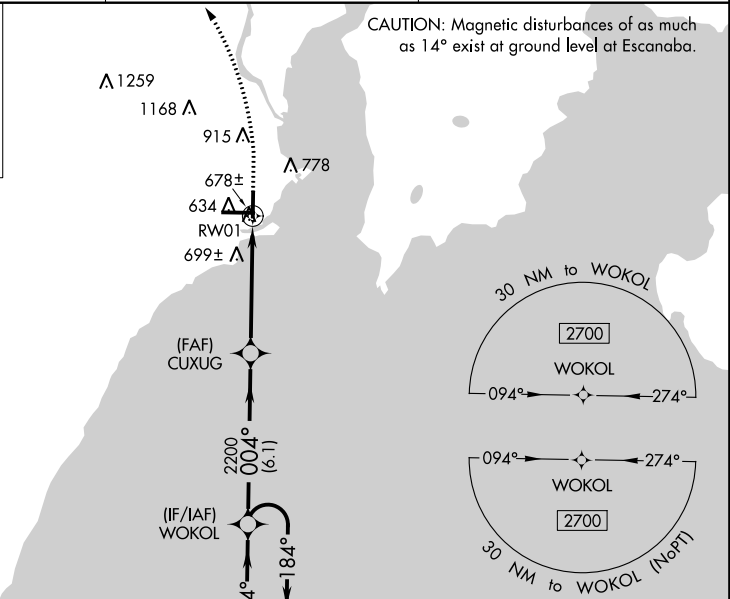 CAUTION: Magnetic disturbances of as much
as 14° exist at ground level at Escanaba.
1259
1168
915
778
678±
634
RW01
699±
(FAF)
CUXUG
2200
004°
(6.1)
(IF/IAF)
WOKOL
184°
4°
30 NM to WOKOL
2700
WOKOL
094°
274°
094°
274°
WOKOL
2700
30 NM to WOKOL (NoPT)